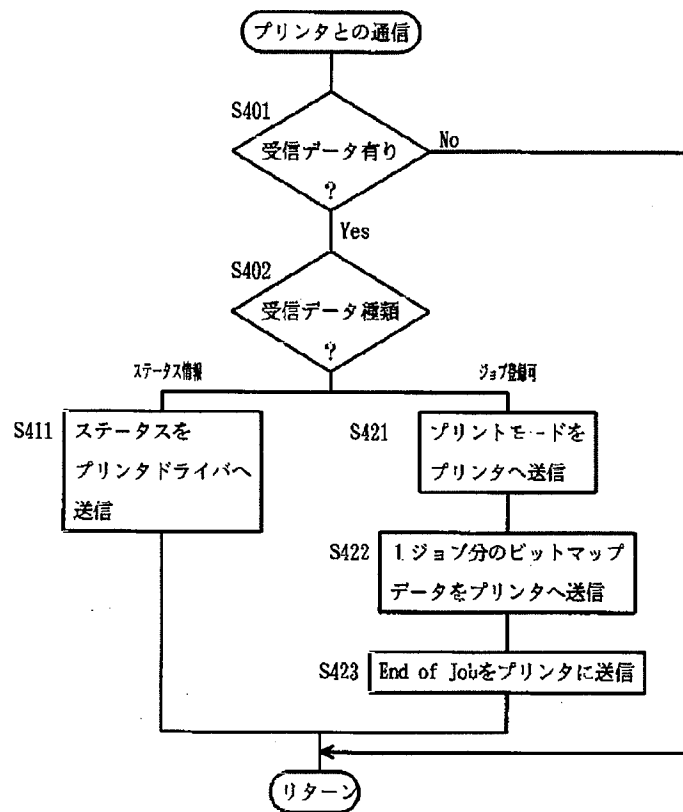 プリンタとの通信
S401
受信データ有り
?
No
Yes
S402
受信データ種類
?
ステータス情報
ジョブ登録可
S411
ステータスを
プリンタドライバへ
送信
S421
プリントモードを
プリンタへ送信
S422
1ジョブ分のビットマップ
データをプリンタへ送信
S423
End of Jobをプリンタに送信
リターン